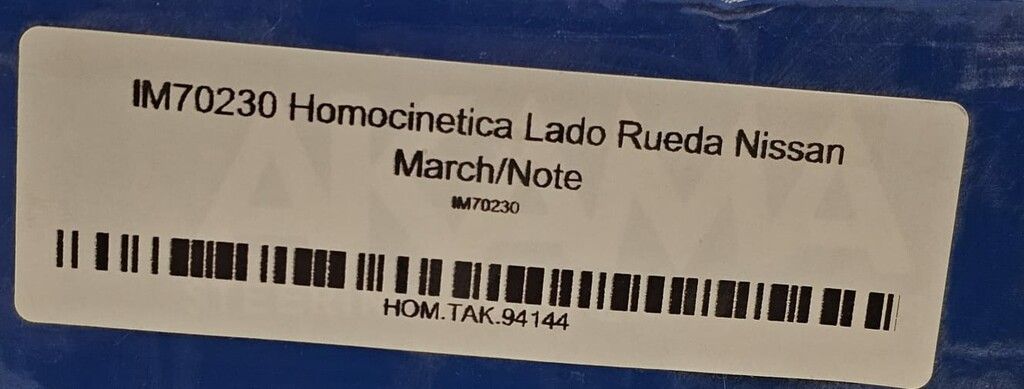 IM70230 Homocinetica Lado Rueda Nissan
March/Note
IM70230
HOM.TAK.94144